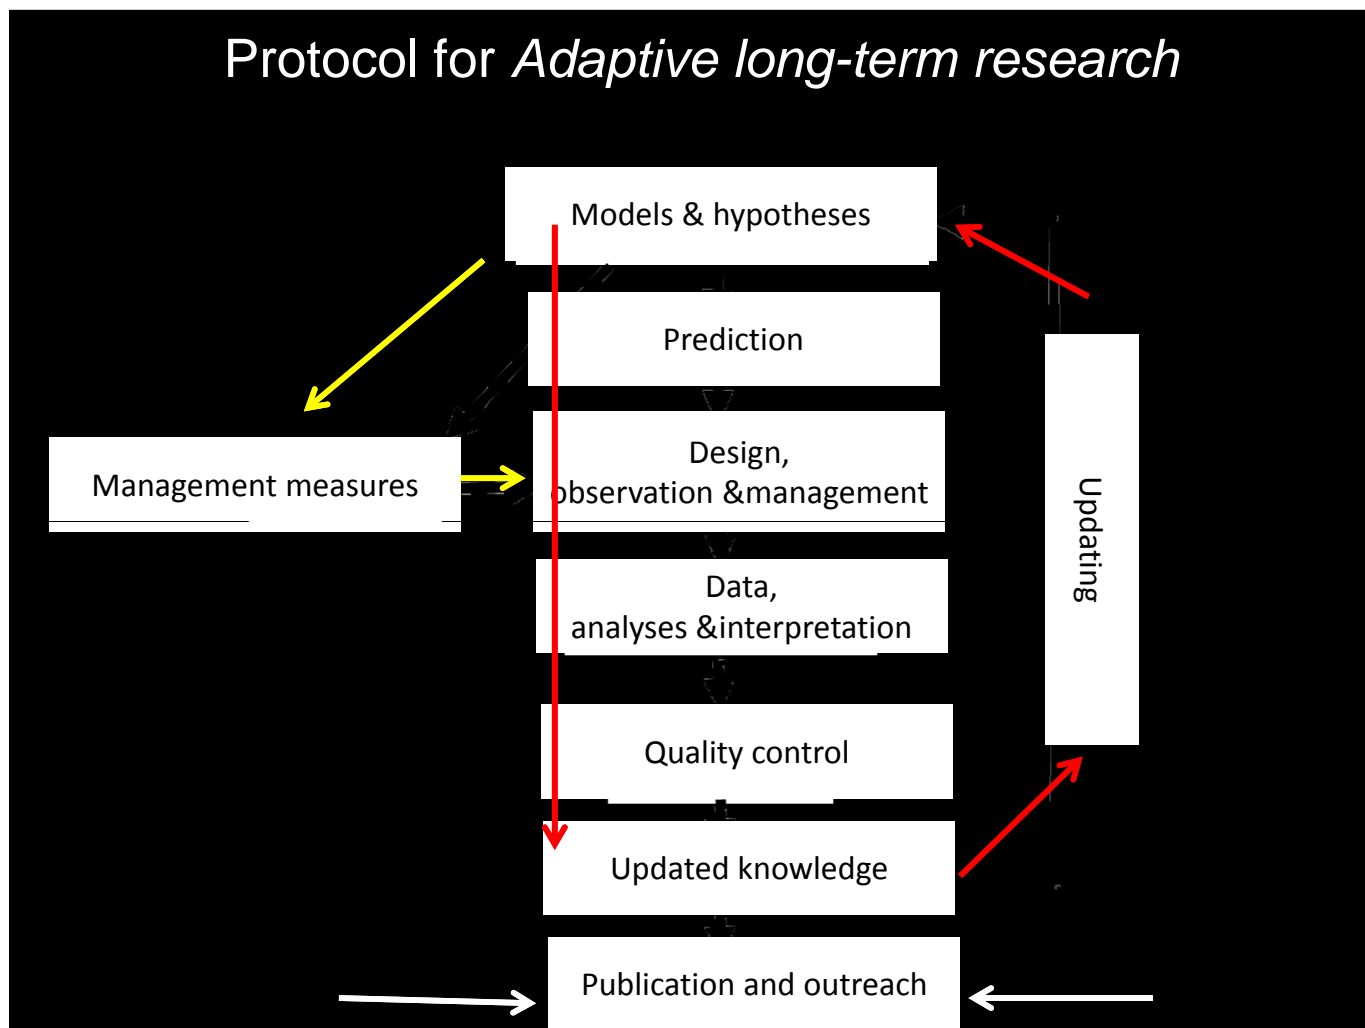 Protocol for Adaptive long-term research
Models & hypotheses
Prediction
Management measures
Design,
observation &management
Data,
analyses &interpretation
Updating
Quality control
Updated knowledge
Publication and outreach